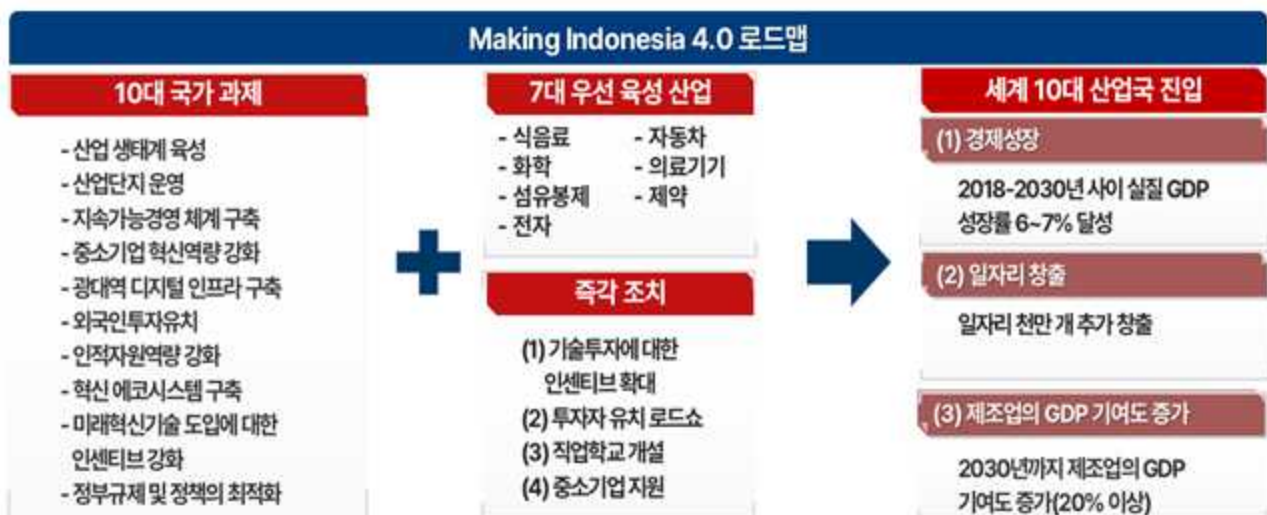 Making Indonesia 4.0 로드맵
10대 국가 과제
- 산업 생태계 육성
- 산업단지 운영
- 지속가능경영 체계 구축
- 중소기업 혁신역량 강화
- 광대역 디지털 인프라 구축
- 외국인투자유치
- 인적자원역량 강화
- 혁신 에코시스템 구축
- 미래혁신기술 도입에 대한
인센티브 강화
- 정부규제 및 정책의 최적화
7대 우선 육성 산업
- 식음료
- 화학
- 섬유봉제
- 전자
- 자동차
- 의료기기
- 제약
즉각 조치
(1) 기술투자에 대한
인센티브 확대
(2) 투자자 유치 로드쇼
(3) 직업학교 개설
(4) 중소기업 지원
세계 10대 산업국 진입
(1) 경제성장
2018-2030년 사이 실질 GDP
성장률 6~7% 달성
(2) 일자리 창출
일자리 천만 개 추가 창출
(3) 제조업의 GDP 기여도 증가
2030년까지 제조업의 GDP
기여도 증가(20% 이상)